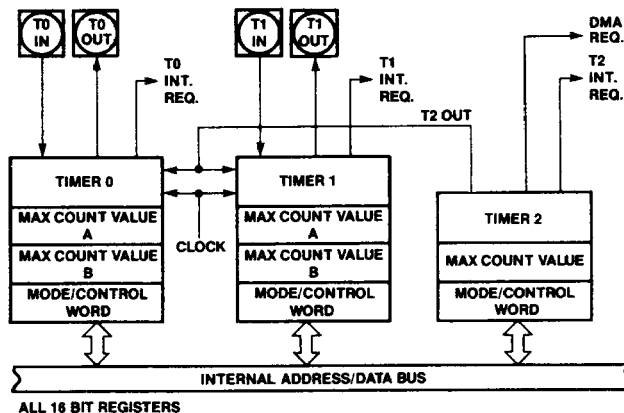 T0 IN
T0 OUT
T1 IN
T1 OUT
DMA REQ.
T0 INT. REQ.
T1 INT. REQ.
T2 INT. REQ.
T2 OUT
TIMER 0
MAX COUNT VALUE A
MAX COUNT VALUE B
MODE/CONTROL WORD
CLOCK
TIMER 1
MAX COUNT VALUE A
MAX COUNT VALUE B
MODE/CONTROL WORD
TIMER 2
MAX COUNT VALUE
MODE/CONTROL WORD
INTERNAL ADDRESS/DATA BUS
ALL 16 BIT REGISTERS